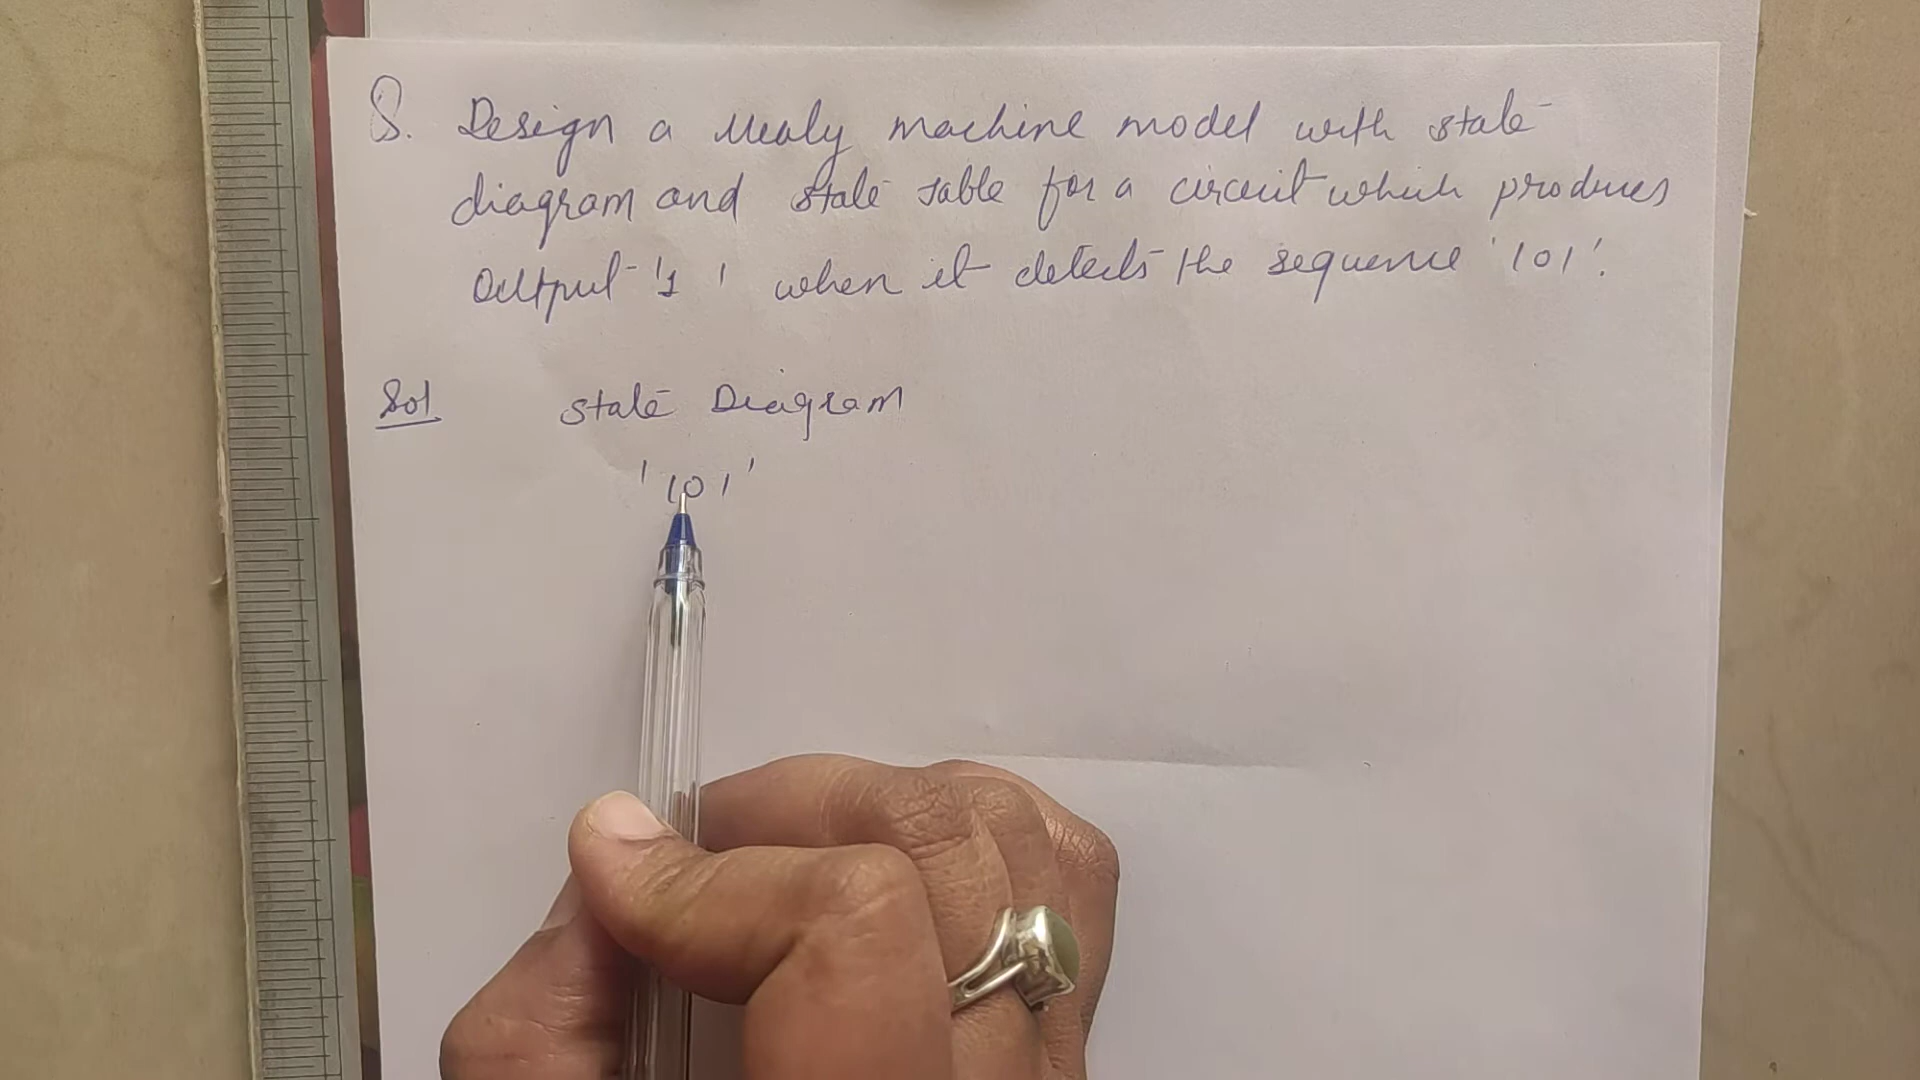 Q. Design a Mealy machine model with state
diagram and state table for a circuit which produces
Output '1' when it detects the sequence '101'.
Sol State Diagram
'101'